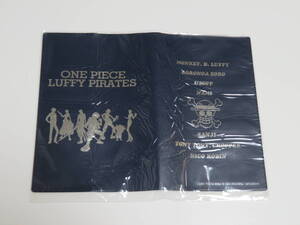 ONE PIECE
LUFFY PIRATES
MONKEY. D. LUFFY
RORONOA ZORO
USOPP
NAMI
SANJI
TONY TONY. CHOPPER
NICO ROBIN